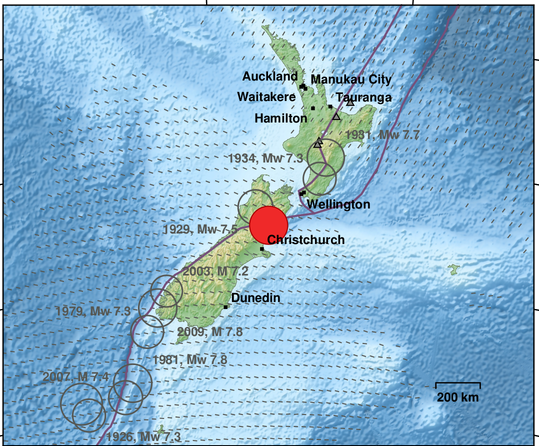 Auckland
Manukau City
Waitakere
Tauranga
Hamilton
1931, Mw 7.7
1934, Mw 7.3
Wellington
1929, Mw 7.5
Christchurch
2003, M 7.2
Dunedin
1979, Mw 7.3
2009, M 7.8
1981, Mw 7.8
2007, M 7.4
200 km
1926, Mw 7.3